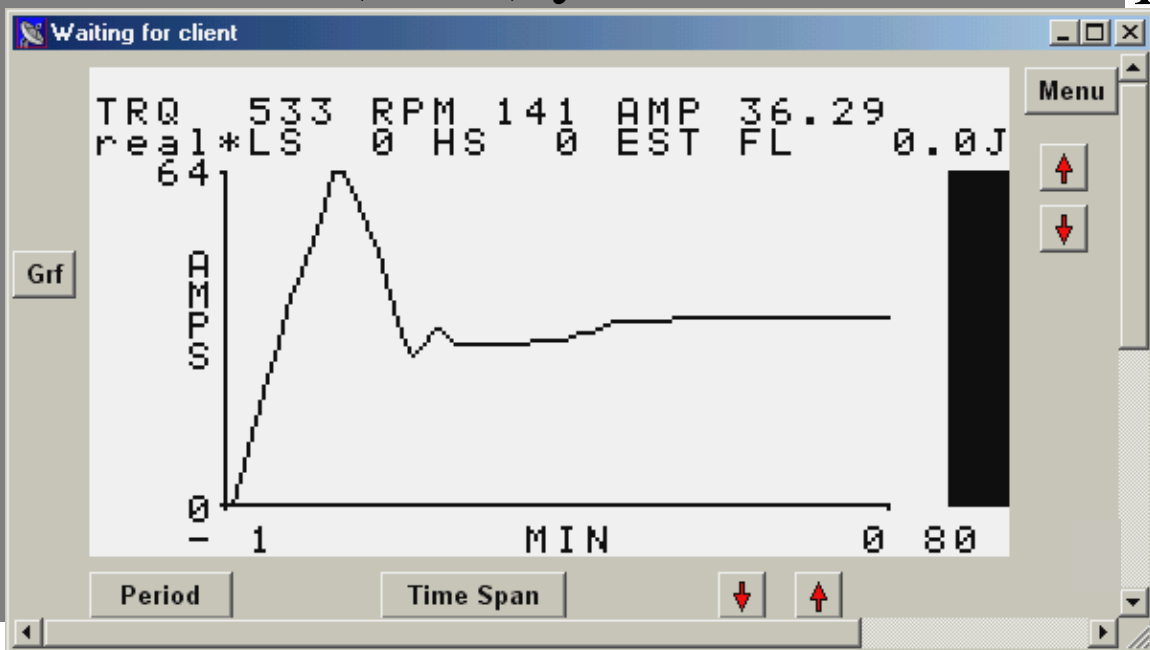 Waiting for client
Menu
TRQ 533 RPM 141 AMP 36.29
real*LS 0 HS 0 EST FL 0.0J
64
Grf
AMPS
0
- 1 MIN 0 80
Period Time Span